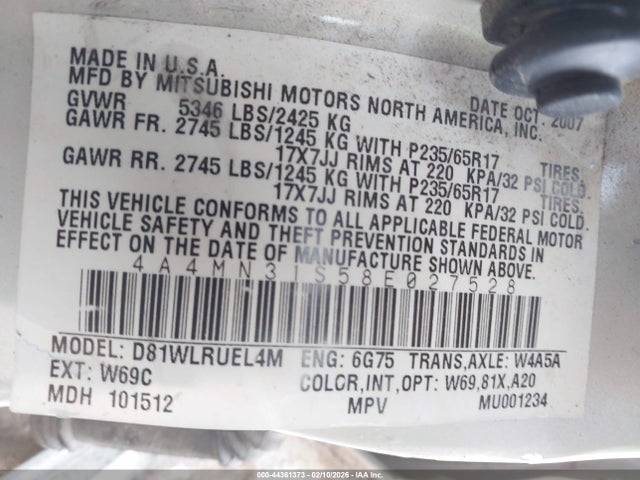 MADE IN U.S.A. DATE OCT. 2007
MFD BY MITSUBISHI MOTORS NORTH AMERICA, INC.
GVWR 5346 LBS/2425 KG
GAWR FR. 2745 LBS/1245 KG WITH P235/65R17 TIRES,
17X7JJ RIMS AT 220 KPA/32 PSI COLD.
GAWR RR. 2745 LBS/1245 KG WITH P235/65R17 TIRES,
17X7JJ RIMS AT 220 KPA/32 PSI COLD.
THIS VEHICLE CONFORMS TO ALL APPLICABLE FEDERAL MOTOR
VEHICLE SAFETY AND THEFT PREVENTION STANDARDS IN
EFFECT ON THE DATE OF MANUFACTURE SHOWN ABOVE.
4A4MN31S58E027528
MODEL: D81WLRUEL4M ENG: 6G75 TRANS,AXLE: W4A5A
EXT: W69C COLOR,INT,OPT: W69,81X,A20
MDH 101512 MPV MU001234
000-44361373 - 02/10/2026 - IAAHQCP